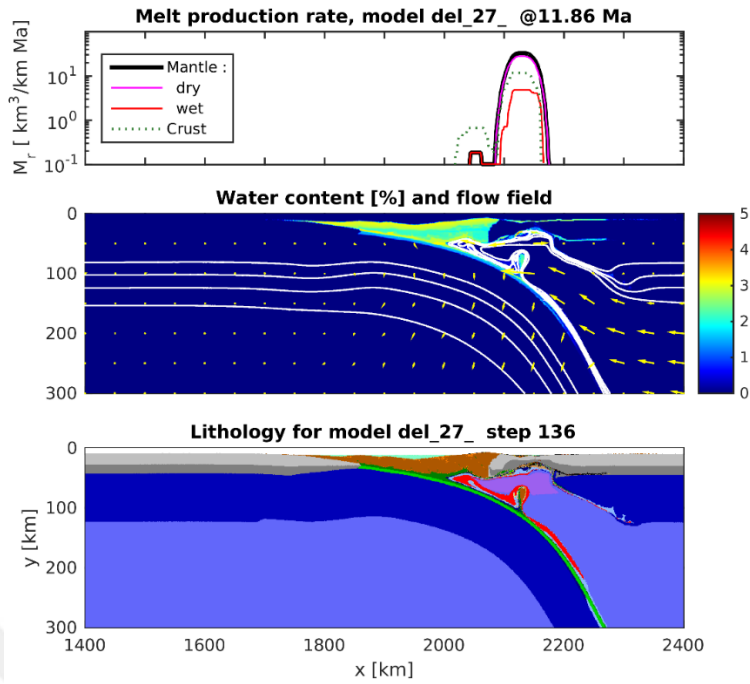 Melt production rate, model del_27_ @11.86 Ma
M_r [ km^3/km Ma]
10^1
10^0
10^-1
Mantle :
dry
wet
Crust
Water content [%] and flow field
0
100
200
300
5
4
3
2
1
0
Lithology for model del_27_ step 136
y [km]
0
100
200
300
1400
1600
1800
2000
2200
2400
x [km]